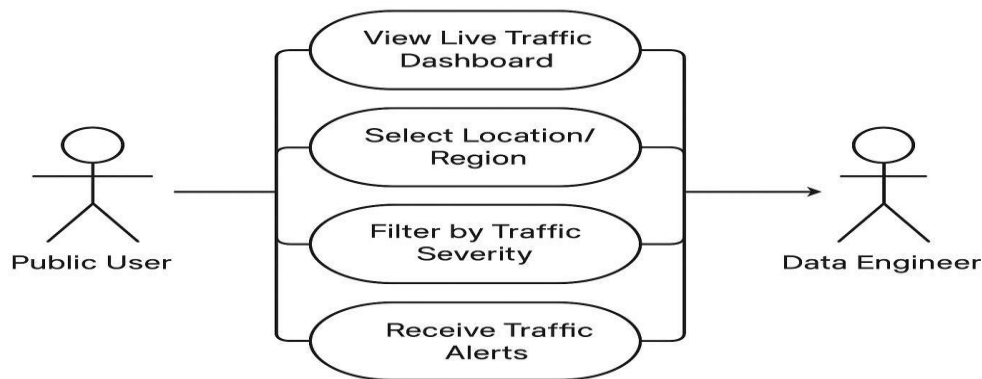 View Live Traffic
Dashboard
Select Location/
Region
Filter by Traffic
Severity
Receive Traffic
Alerts
Public User
Data Engineer